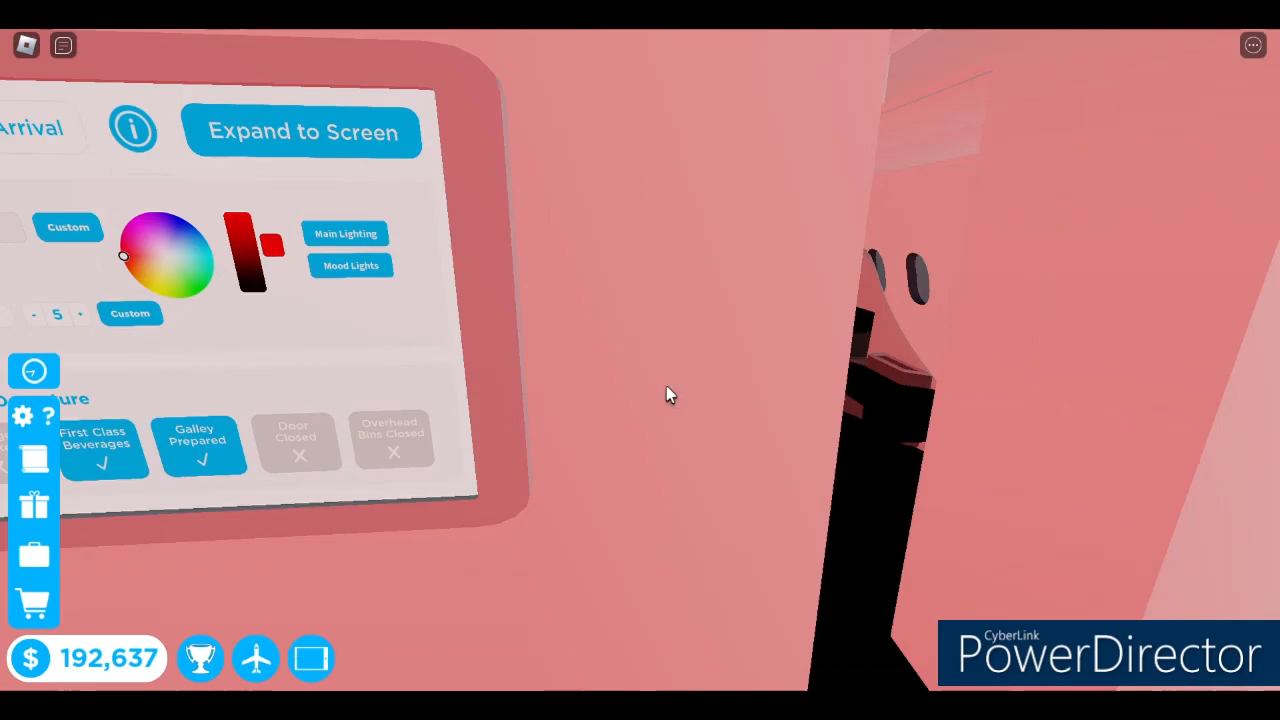 Arrival
Expand to Screen
Custom
Main Lighting
Mood Lights
- 5 +
Custom
First Class
Beverages
Galley
Prepared
Door
Closed
Overhead
Bins Closed
?
$ 192,637
CyberLink
PowerDirector